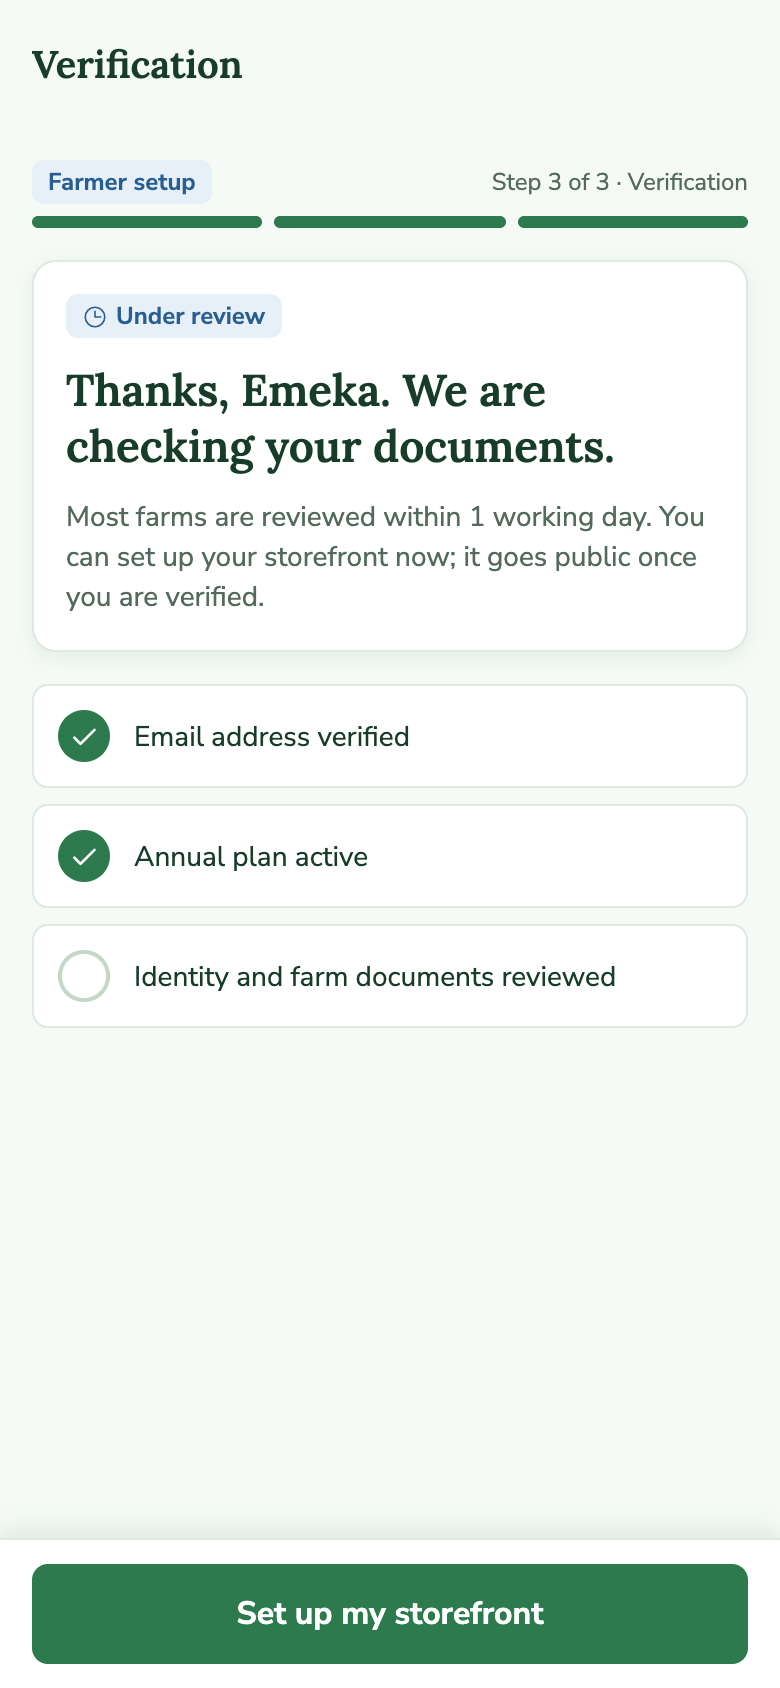 Verification
Farmer setup
Step 3 of 3 · Verification
Under review
Thanks, Emeka. We are
checking your documents.
Most farms are reviewed within 1 working day. You
can set up your storefront now; it goes public once
you are verified.
Email address verified
Annual plan active
Identity and farm documents reviewed
Set up my storefront